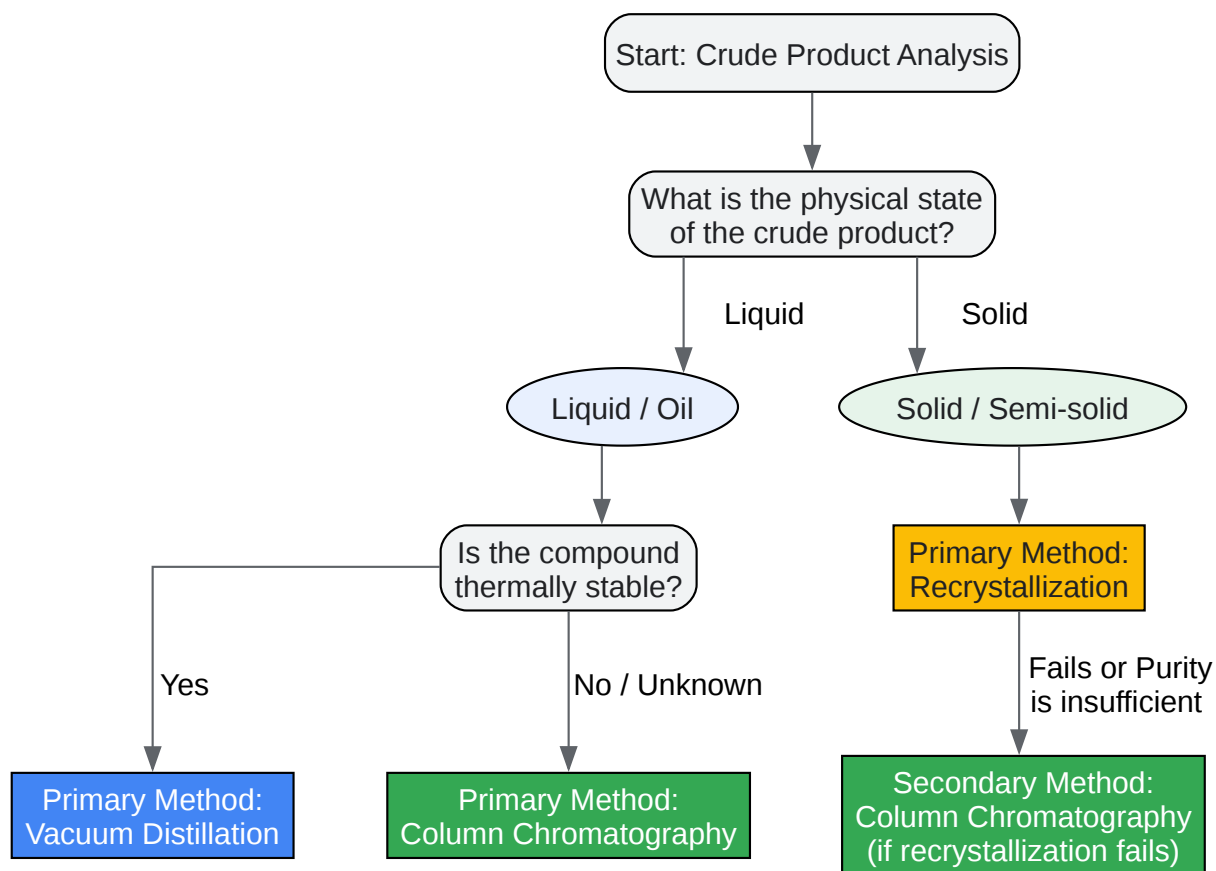 Start: Crude Product Analysis
What is the physical state
of the crude product?
Liquid
Solid
Liquid / Oil
Solid / Semi-solid
Is the compound
thermally stable?
Primary Method:
Recrystallization
Yes
No / Unknown
Fails or Purity
is insufficient
Primary Method:
Vacuum Distillation
Primary Method:
Column Chromatography
Secondary Method:
Column Chromatography
(if recrystallization fails)